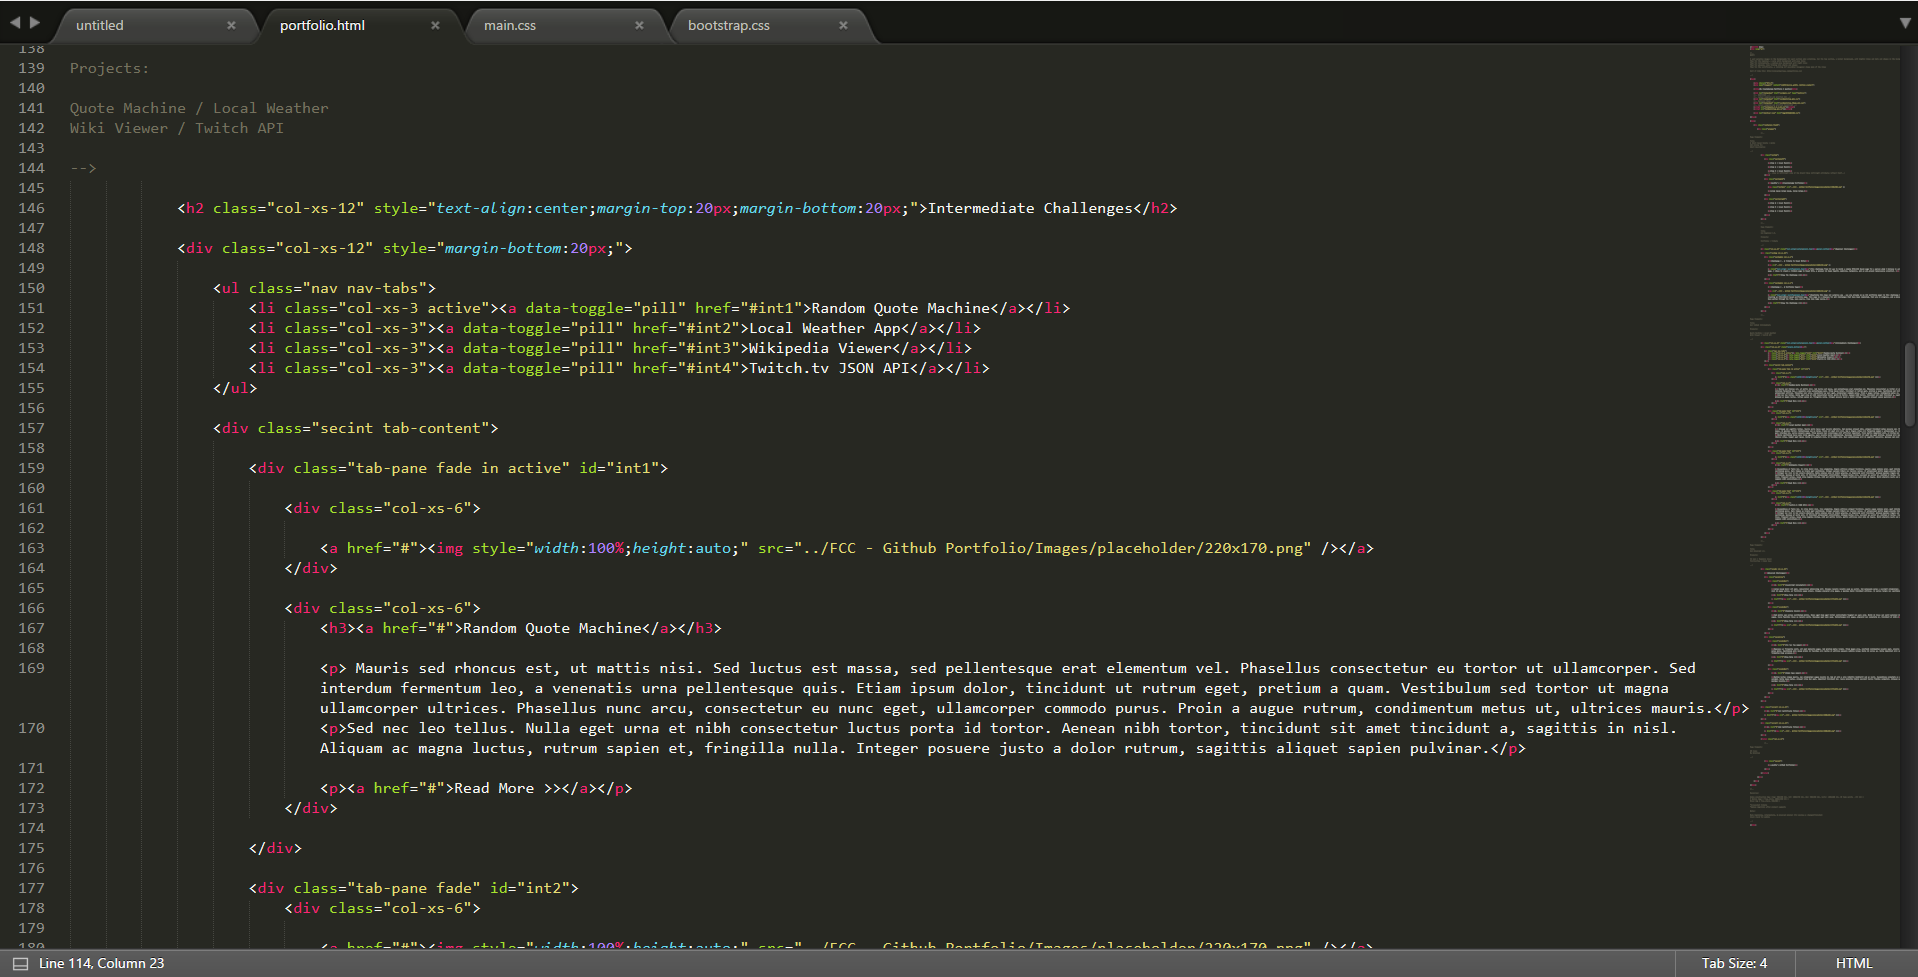 untitled × portfolio.html × main.css × bootstrap.css ×
138
139 Projects:
140
141 Quote Machine / Local Weather
142 Wiki Viewer / Twitch API
143
144 -->
145
146 <h2 class="col-xs-12" style="text-align:center;margin-top:20px;margin-bottom:20px;">Intermediate Challenges</h2>
147
148 <div class="col-xs-12" style="margin-bottom:20px;">
149
150 <ul class="nav nav-tabs">
151 <li class="col-xs-3 active"><a data-toggle="pill" href="#int1">Random Quote Machine</a></li>
152 <li class="col-xs-3"><a data-toggle="pill" href="#int2">Local Weather App</a></li>
153 <li class="col-xs-3"><a data-toggle="pill" href="#int3">Wikipedia Viewer</a></li>
154 <li class="col-xs-3"><a data-toggle="pill" href="#int4">Twitch.tv JSON API</a></li>
155 </ul>
156
157 <div class="secint tab-content">
158
159 <div class="tab-pane fade in active" id="int1">
160
161 <div class="col-xs-6">
162
163 <a href="#"><img style="width:100%;height:auto;" src="../FCC - Github Portfolio/Images/placeholder/220x170.png" /></a>
164 </div>
165
166 <div class="col-xs-6">
167 <h3><a href="#">Random Quote Machine</a></h3>
168
169 <p> Mauris sed rhoncus est, ut mattis nisi. Sed luctus est massa, sed pellentesque erat elementum vel. Phasellus consectetur eu tortor ut ullamcorper. Sed
interdum fermentum leo, a venenatis urna pellentesque quis. Etiam ipsum dolor, tincidunt ut rutrum eget, pretium a quam. Vestibulum sed tortor ut magna
ullamcorper ultrices. Phasellus nunc arcu, consectetur eu nunc eget, ullamcorper commodo purus. Proin a augue rutrum, condimentum metus ut, ultrices mauris.</p>
170 <p>Sed nec leo tellus. Nulla eget urna et nibh consectetur luctus porta id tortor. Aenean nibh tortor, tincidunt sit amet tincidunt a, sagittis in nisl.
Aliquam ac magna luctus, rutrum sapien et, fringilla nulla. Integer posuere justo a dolor rutrum, sagittis aliquet sapien pulvinar.</p>
171
172 <p><a href="#">Read More >></a></p>
173 </div>
174
175 </div>
176
177 <div class="tab-pane fade" id="int2">
178 <div class="col-xs-6">
179
180 <a href="#"><img style="width:100%;height:auto;" src="../FCC - Github Portfolio/Images/placeholder/220x170.png" /></a>
Line 114, Column 23 Tab Size: 4 HTML